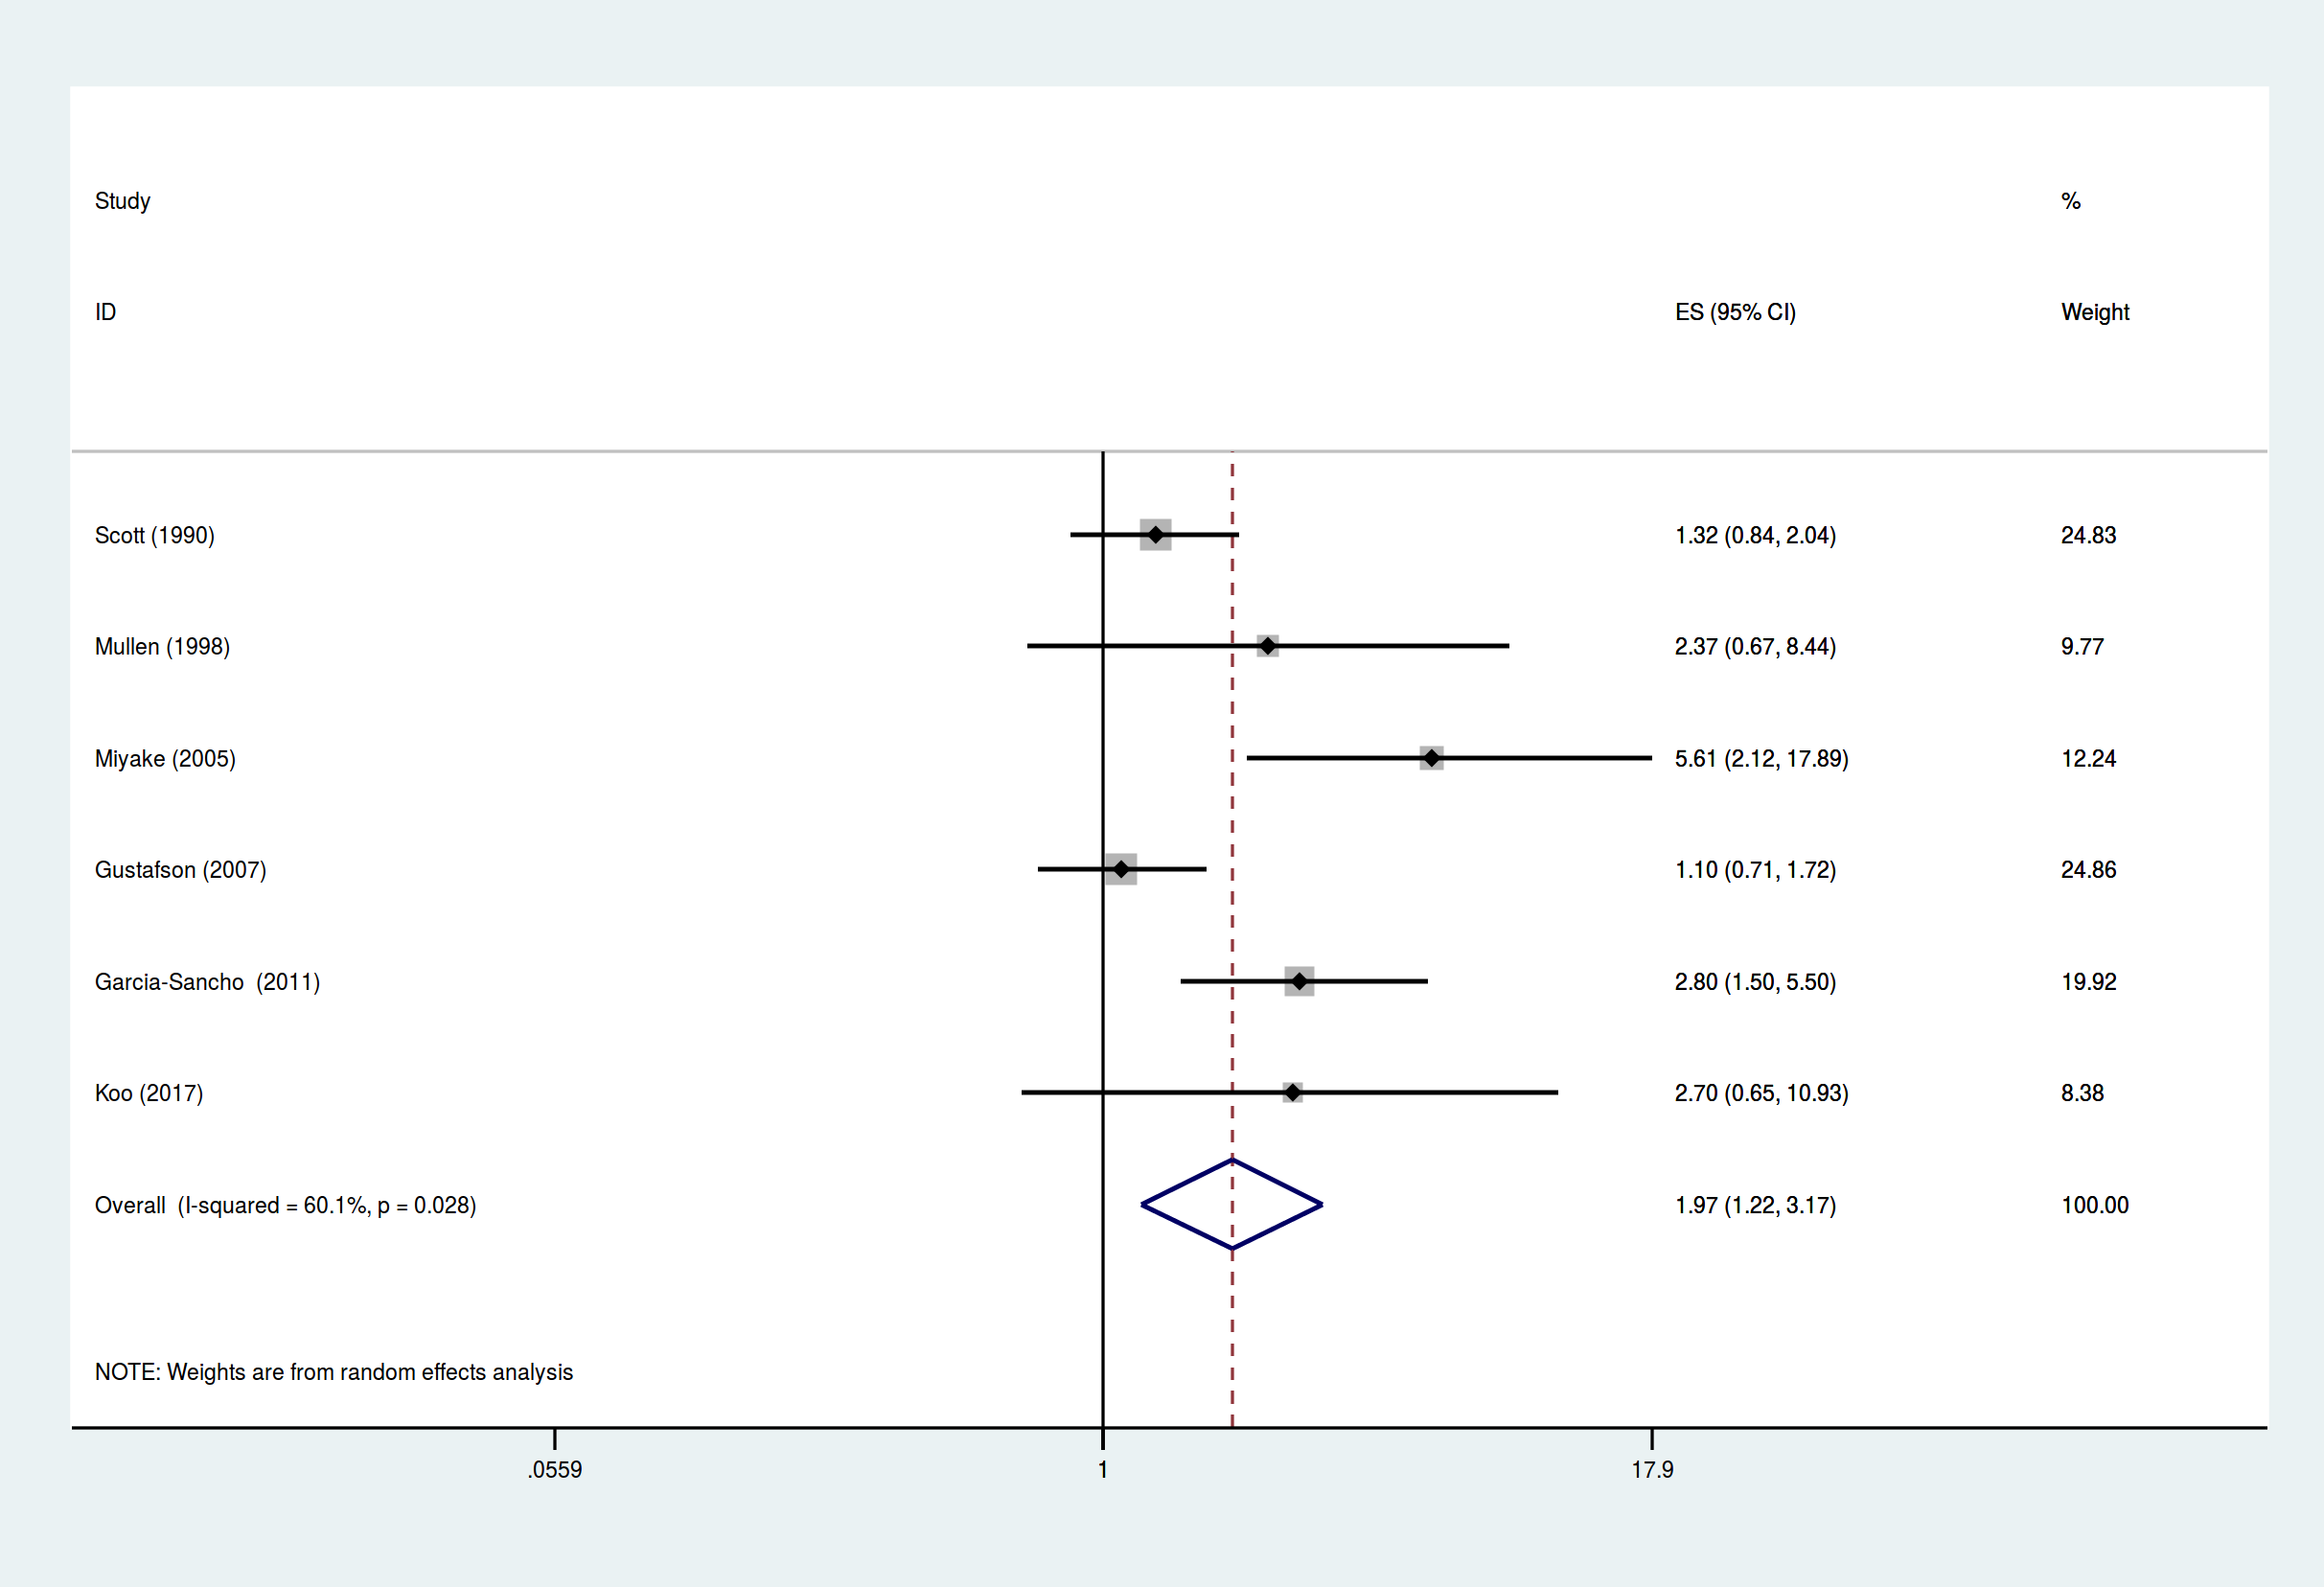 Study %
ID ES (95% CI) Weight
Scott (1990) 1.32 (0.84, 2.04) 24.83
Mullen (1998) 2.37 (0.67, 8.44) 9.77
Miyake (2005) 5.61 (2.12, 17.89) 12.24
Gustafson (2007) 1.10 (0.71, 1.72) 24.86
Garcia-Sancho (2011) 2.80 (1.50, 5.50) 19.92
Koo (2017) 2.70 (0.65, 10.93) 8.38
Overall (I-squared = 60.1%, p = 0.028) 1.97 (1.22, 3.17) 100.00
NOTE: Weights are from random effects analysis
.0559 1 17.9